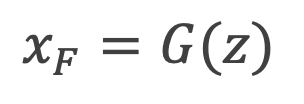 x_F = G(z)